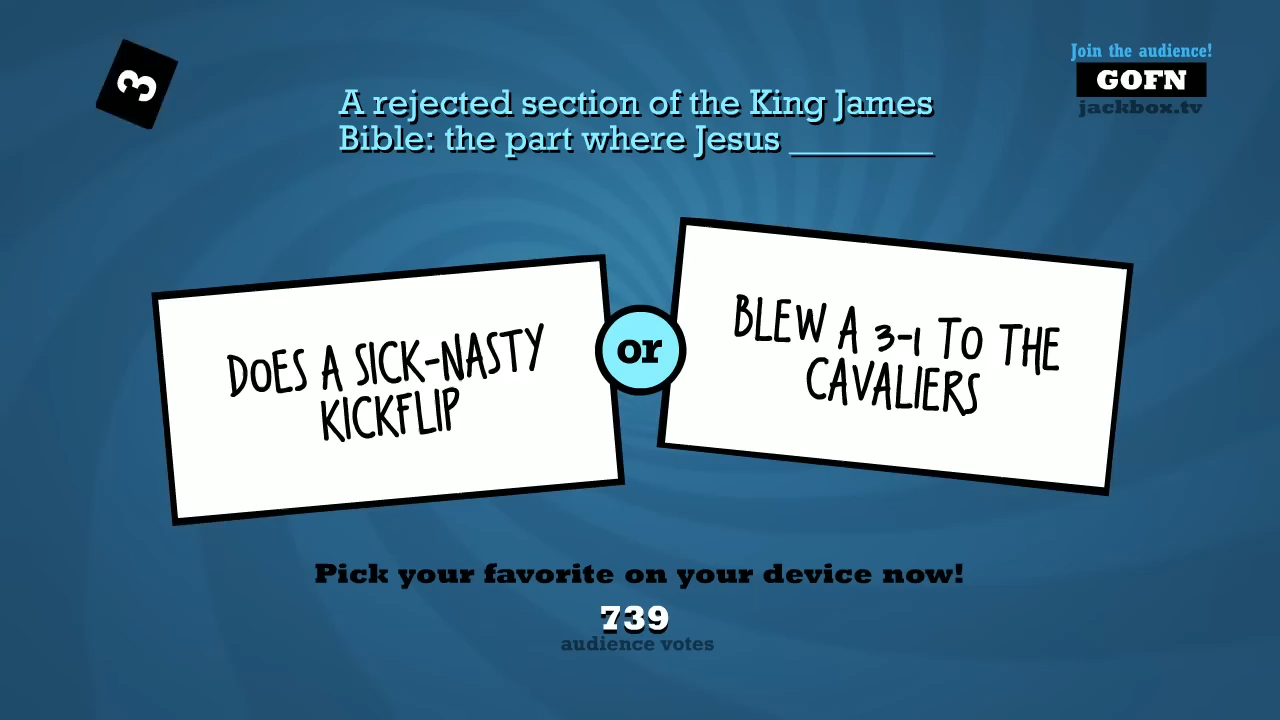 3
Join the audience!
GOFN
jackbox.tv
A rejected section of the King James
Bible: the part where Jesus _________
DOES A SICK-NASTY
KICKFLIP
or
BLEW A 3-1 TO THE
CAVALIERS
Pick your favorite on your device now!
739
audience votes